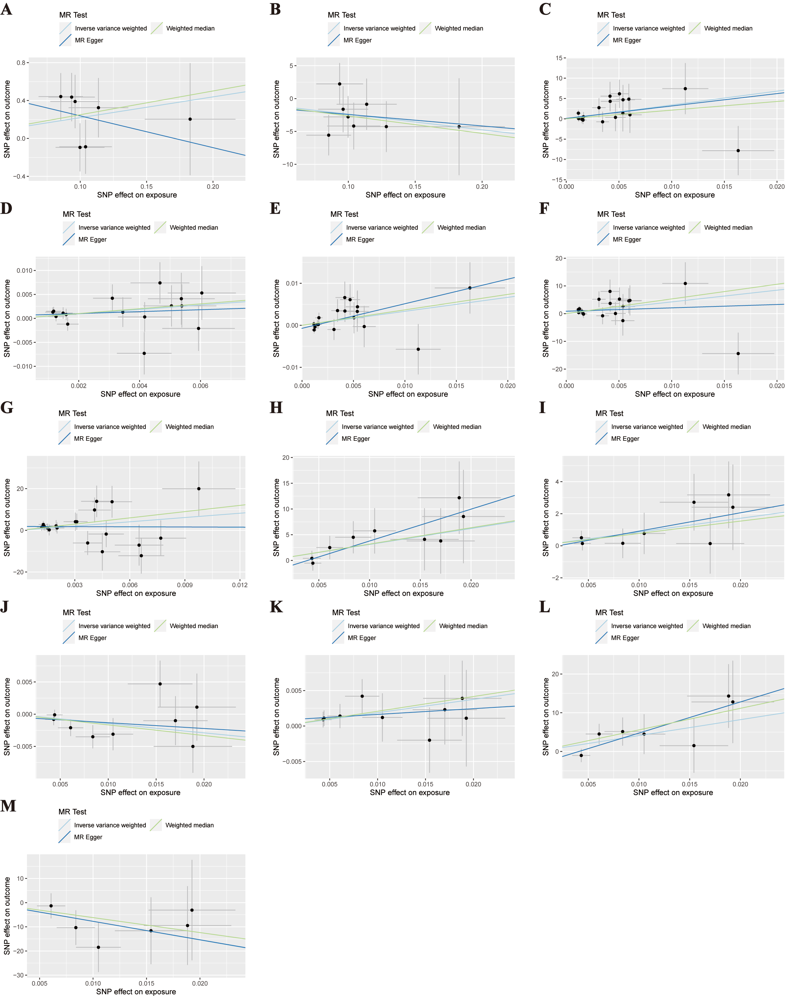 A
MR Test
Inverse variance weighted
Weighted median
MR Egger
0.8
0.4
0.0
−0.4
SNP effect on outcome
0.10
0.15
0.20
SNP effect on exposure
B
MR Test
Inverse variance weighted
Weighted median
MR Egger
5
0
−5
−10
SNP effect on outcome
0.10
0.15
0.20
SNP effect on exposure
C
MR Test
Inverse variance weighted
Weighted median
MR Egger
15
10
5
0
−5
−10
−15
SNP effect on outcome
0.000
0.005
0.010
0.015
0.020
SNP effect on exposure
D
MR Test
Inverse variance weighted
Weighted median
MR Egger
0.010
0.005
0.000
−0.005
−0.010
SNP effect on outcome
0.002
0.004
0.006
SNP effect on exposure
E
MR Test
Inverse variance weighted
Weighted median
MR Egger
0.01
0.00
−0.01
SNP effect on outcome
0.000
0.005
0.010
0.015
0.020
SNP effect on exposure
F
MR Test
Inverse variance weighted
Weighted median
MR Egger
20
10
0
−10
−20
SNP effect on outcome
0.000
0.005
0.010
0.015
0.020
SNP effect on exposure
G
MR Test
Inverse variance weighted
Weighted median
MR Egger
20
0
−20
SNP effect on outcome
0.003
0.006
0.009
0.012
SNP effect on exposure
H
MR Test
Inverse variance weighted
Weighted median
MR Egger
20
15
10
5
0
SNP effect on outcome
0.005
0.010
0.015
0.020
SNP effect on exposure
I
MR Test
Inverse variance weighted
Weighted median
MR Egger
4
2
0
−2
SNP effect on outcome
0.005
0.010
0.015
0.020
SNP effect on exposure
J
MR Test
Inverse variance weighted
Weighted median
MR Egger
0.005
0.000
−0.005
SNP effect on outcome
0.005
0.010
0.015
0.020
SNP effect on exposure
K
MR Test
Inverse variance weighted
Weighted median
MR Egger
0.005
0.000
−0.005
SNP effect on outcome
0.005
0.010
0.015
0.020
SNP effect on exposure
L
MR Test
Inverse variance weighted
Weighted median
MR Egger
20
10
0
SNP effect on outcome
0.005
0.010
0.015
0.020
SNP effect on exposure
M
MR Test
Inverse variance weighted
Weighted median
MR Egger
10
0
−10
−20
−30
SNP effect on outcome
0.005
0.010
0.015
0.020
SNP effect on exposure